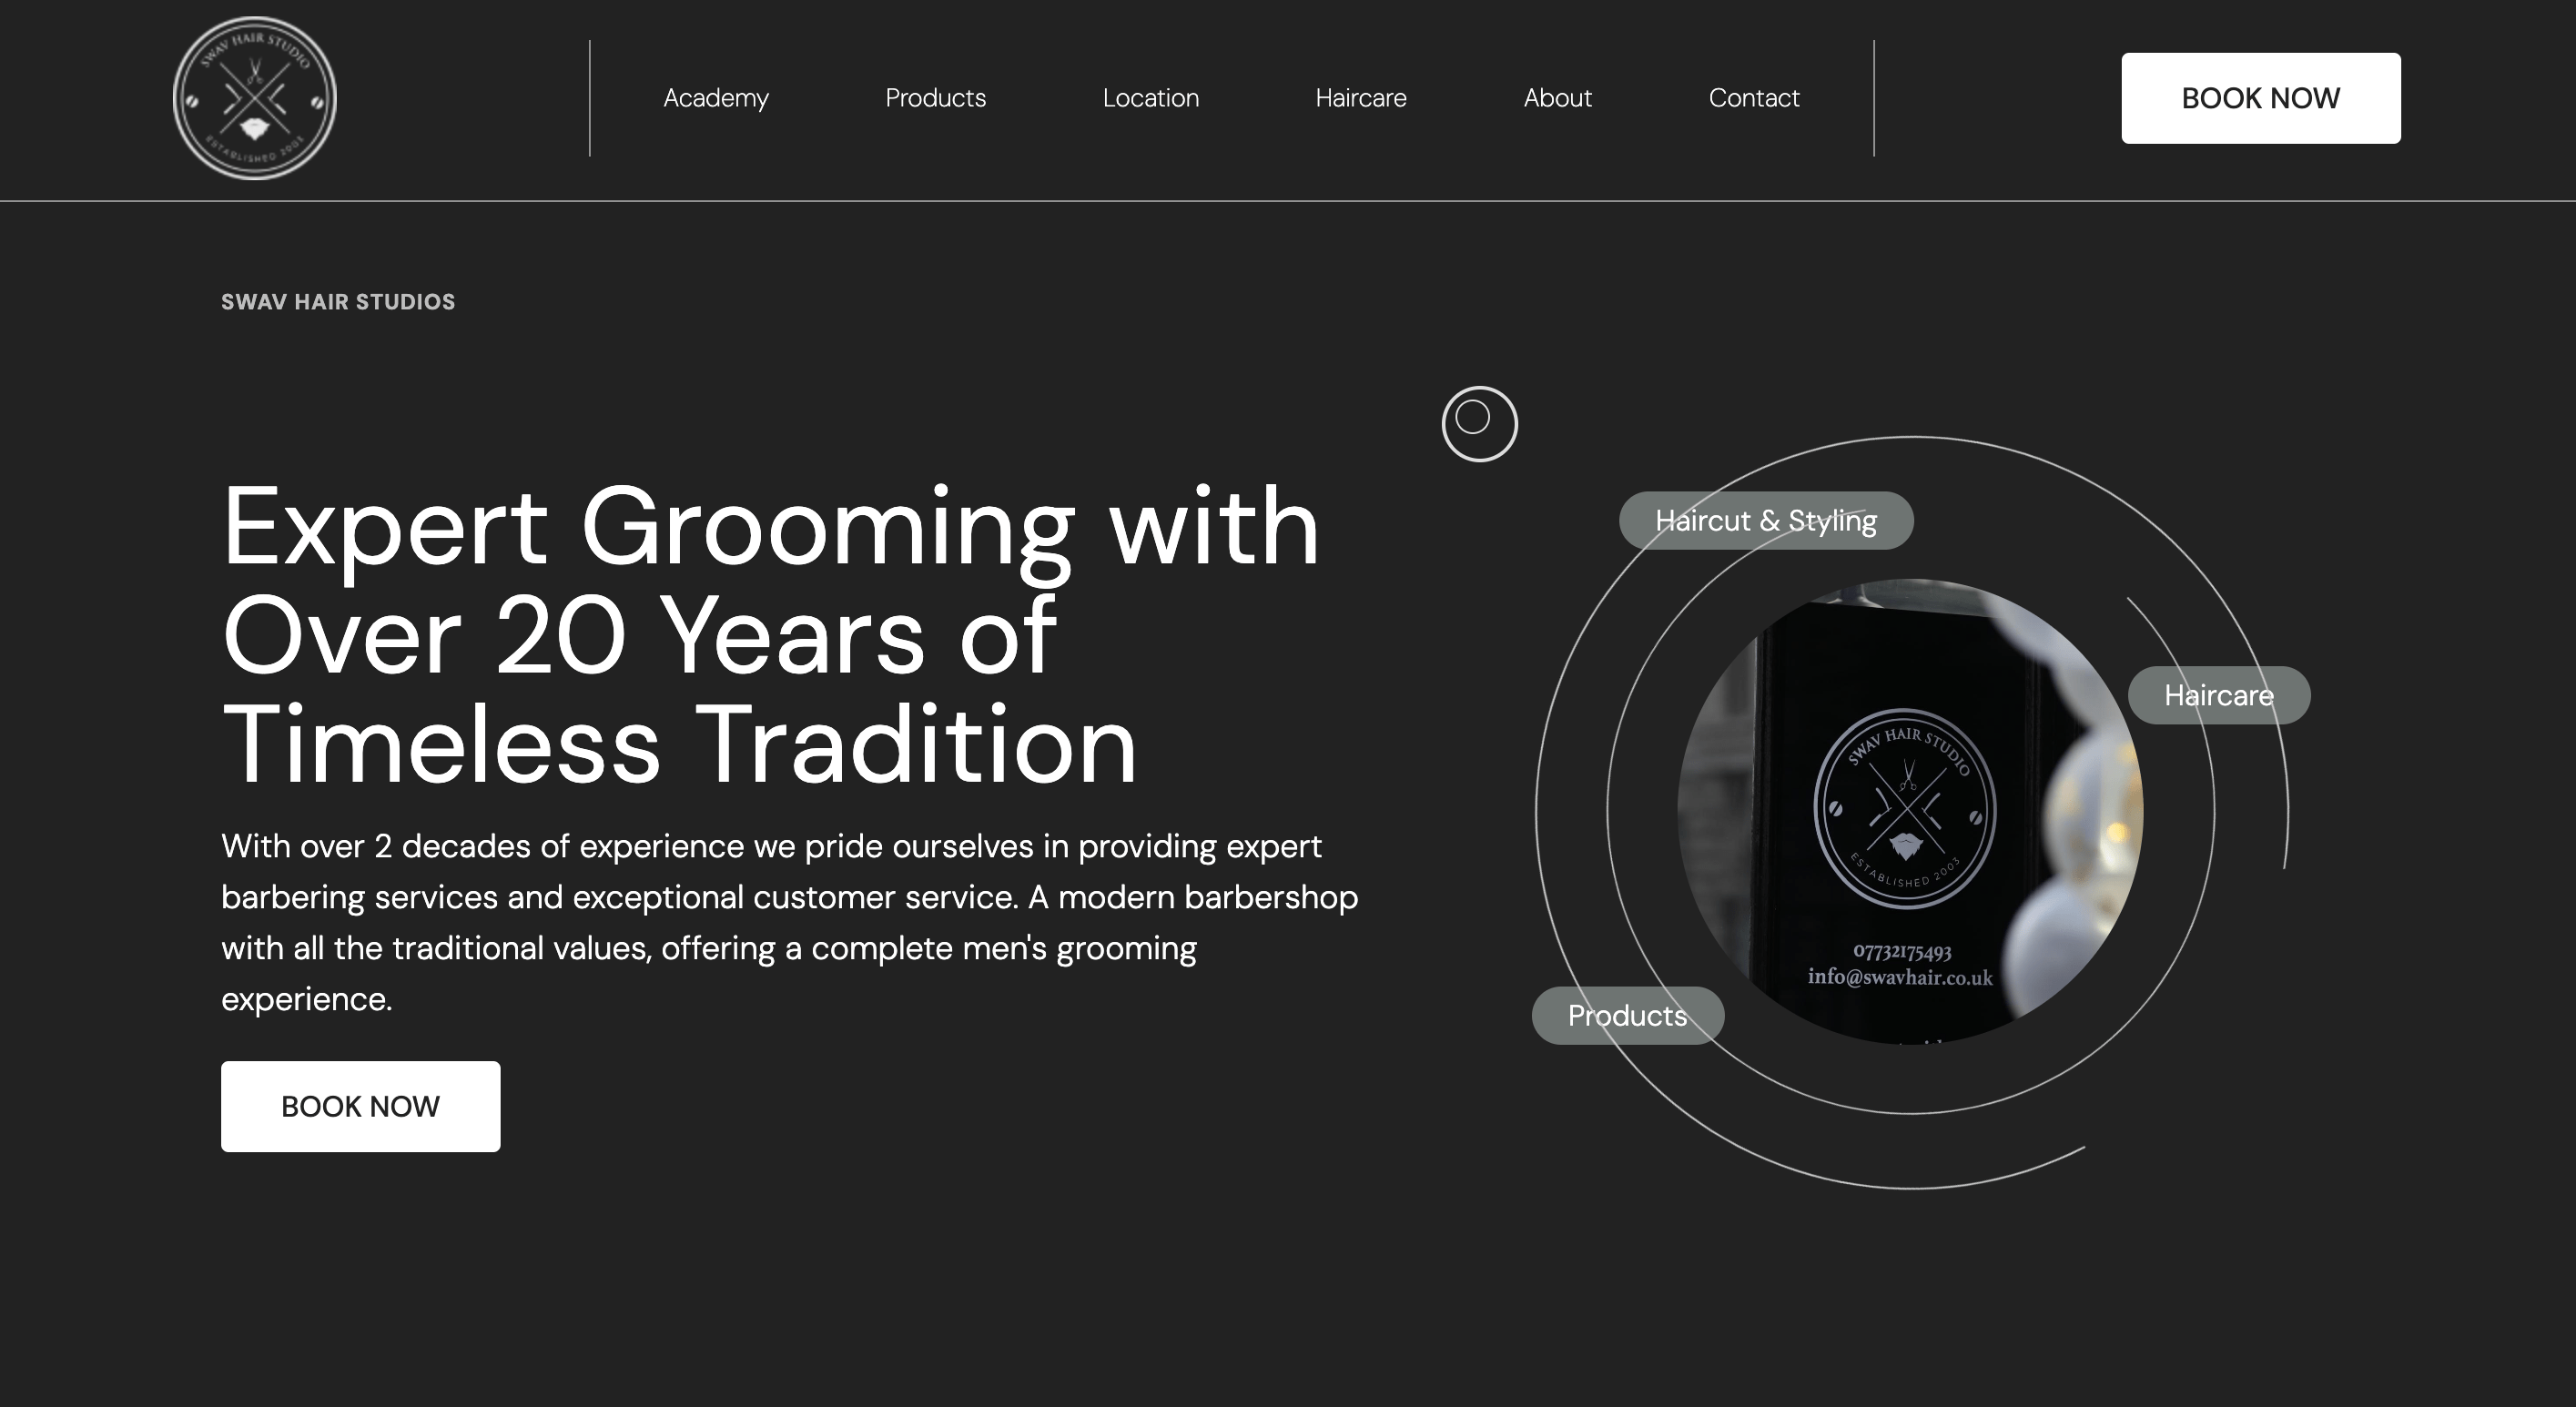 SWAV HAIR STUDIO
ESTABLISHED 2003
Academy
Products
Location
Haircare
About
Contact
BOOK NOW
SWAV HAIR STUDIOS
Expert Grooming with
Over 20 Years of
Timeless Tradition
With over 2 decades of experience we pride ourselves in providing expert
barbering services and exceptional customer service. A modern barbershop
with all the traditional values, offering a complete men's grooming
experience.
BOOK NOW
Haircut & Styling
Haircare
SWAV HAIR STUDIO
ESTABLISHED 2003
07732175493
info@swavhair.co.uk
Products